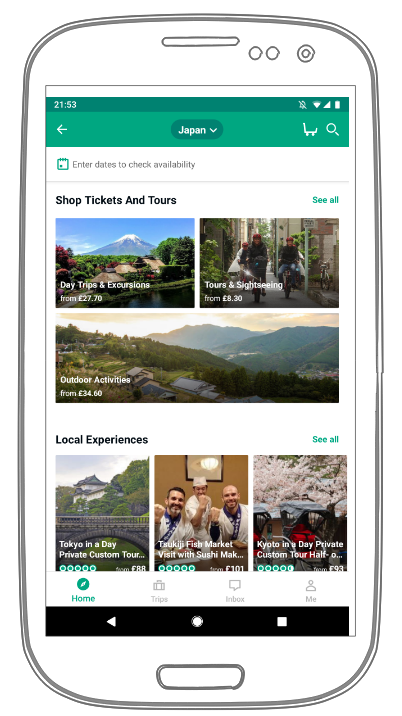 21:53
Japan
Enter dates to check availability
Shop Tickets And Tours
See all
Day Trips & Excursions
from £27.70
Tours & Sightseeing
from £8.30
Outdoor Activities
from £34.60
Local Experiences
See all
Tokyo in a Day
Private Custom Tour...
from £88
Tsukiji Fish Market
Visit with Sushi Mak...
from £101
Kyoto in a Day Private
Custom Tour Half- o...
from £93
Home
Trips
Inbox
Me